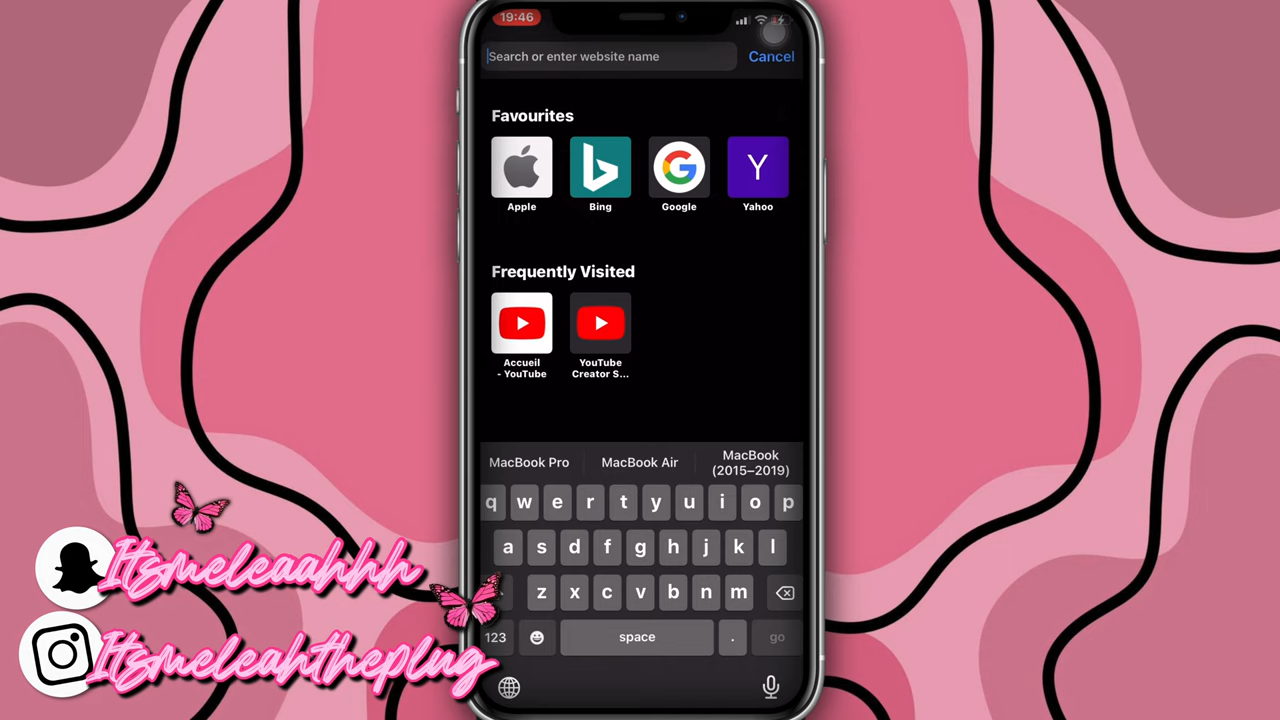 19:46
Search or enter website name
Cancel
Favourites
Apple
Bing
Google
Y
Yahoo
Frequently Visited
Accueil
- YouTube
YouTube
Creator S...
MacBook Pro
MacBook Air
MacBook
(2015–2019)
q w e r t y u i o p
a s d f g h j k l
z x c v b n m
123
space
.
go
Itsmeleaahhh
Itsmeleahtheplug